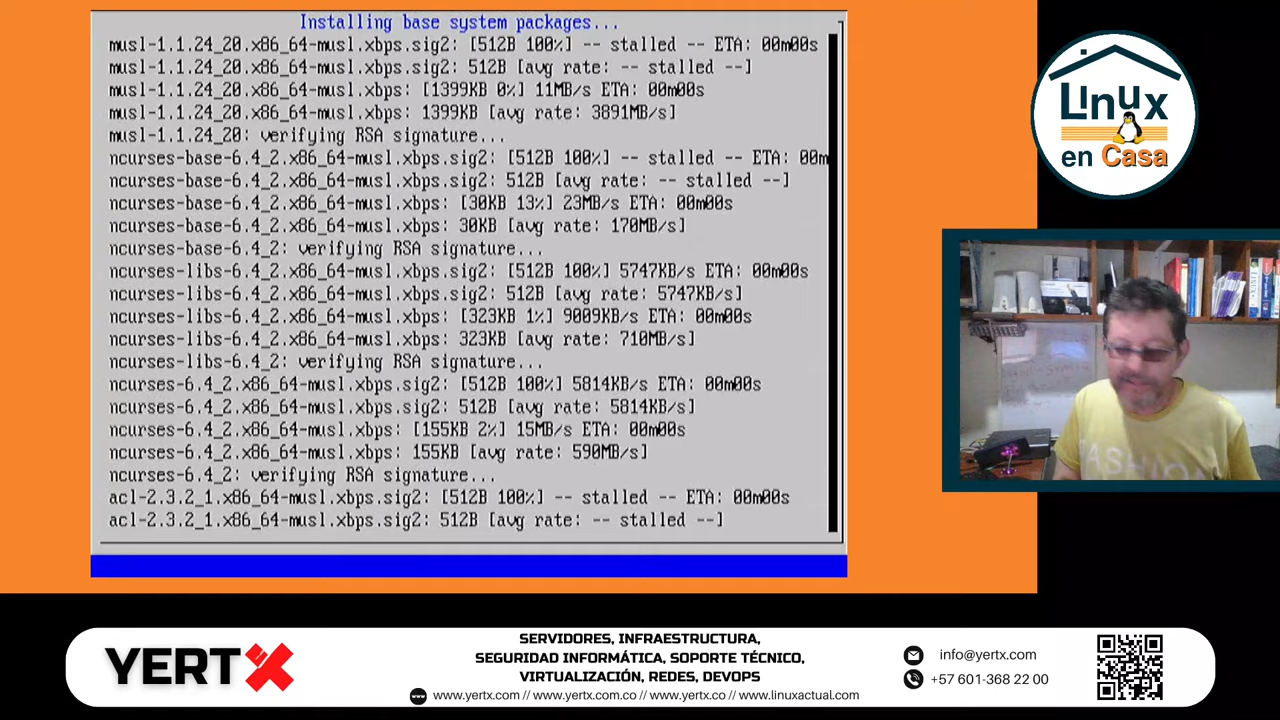 Installing base system packages...
musl-1.1.24_20.x86_64-musl.xbps.sig2: [512B 100%] -- stalled -- ETA: 00m00s
musl-1.1.24_20.x86_64-musl.xbps.sig2: 512B [avg rate: -- stalled --]
musl-1.1.24_20.x86_64-musl.xbps: [1399KB 0%] 11MB/s ETA: 00m00s
musl-1.1.24_20.x86_64-musl.xbps: 1399KB [avg rate: 3891MB/s]
musl-1.1.24_20: verifying RSA signature...
ncurses-base-6.4_2.x86_64-musl.xbps.sig2: [512B 100%] -- stalled -- ETA: 00m
ncurses-base-6.4_2.x86_64-musl.xbps.sig2: 512B [avg rate: -- stalled --]
ncurses-base-6.4_2.x86_64-musl.xbps: [30KB 13%] 23MB/s ETA: 00m00s
ncurses-base-6.4_2.x86_64-musl.xbps: 30KB [avg rate: 170MB/s]
ncurses-base-6.4_2: verifying RSA signature...
ncurses-libs-6.4_2.x86_64-musl.xbps.sig2: [512B 100%] 5747KB/s ETA: 00m00s
ncurses-libs-6.4_2.x86_64-musl.xbps.sig2: 512B [avg rate: 5747KB/s]
ncurses-libs-6.4_2.x86_64-musl.xbps: [323KB 1%] 9009KB/s ETA: 00m00s
ncurses-libs-6.4_2.x86_64-musl.xbps: 323KB [avg rate: 710MB/s]
ncurses-libs-6.4_2: verifying RSA signature...
ncurses-6.4_2.x86_64-musl.xbps.sig2: [512B 100%] 5814KB/s ETA: 00m00s
ncurses-6.4_2.x86_64-musl.xbps.sig2: 512B [avg rate: 5814KB/s]
ncurses-6.4_2.x86_64-musl.xbps: [155KB 2%] 15MB/s ETA: 00m00s
ncurses-6.4_2.x86_64-musl.xbps: 155KB [avg rate: 590MB/s]
ncurses-6.4_2: verifying RSA signature...
acl-2.3.2_1.x86_64-musl.xbps.sig2: [512B 100%] -- stalled -- ETA: 00m00s
acl-2.3.2_1.x86_64-musl.xbps.sig2: 512B [avg rate: -- stalled --]
Linux
en Casa
FASHION
YERTX
SERVIDORES, INFRAESTRUCTURA,
SEGURIDAD INFORMÁTICA, SOPORTE TÉCNICO,
VIRTUALIZACIÓN, REDES, DEVOPS
www.yertx.com // www.yertx.com.co // www.yertx.co // www.linuxactual.com
info@yertx.com
+57 601-368 22 00